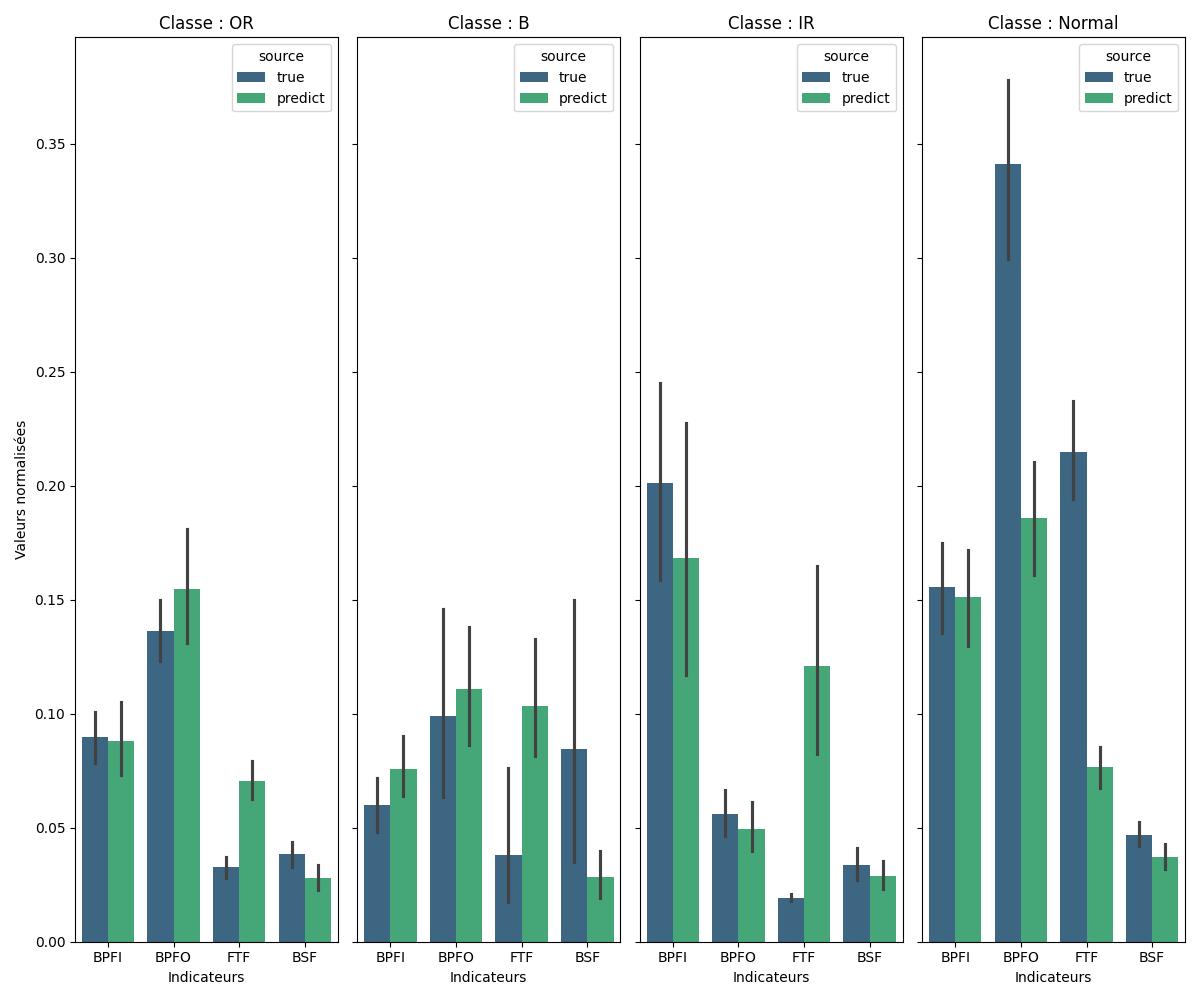 Classe : OR
Classe : B
Classe : IR
Classe : Normal
source
true
predict
source
true
predict
source
true
predict
source
true
predict
Valeurs normalisées
0.35
0.30
0.25
0.20
0.15
0.10
0.05
0.00
BPFI BPFO FTF BSF
BPFI BPFO FTF BSF
BPFI BPFO FTF BSF
BPFI BPFO FTF BSF
Indicateurs
Indicateurs
Indicateurs
Indicateurs